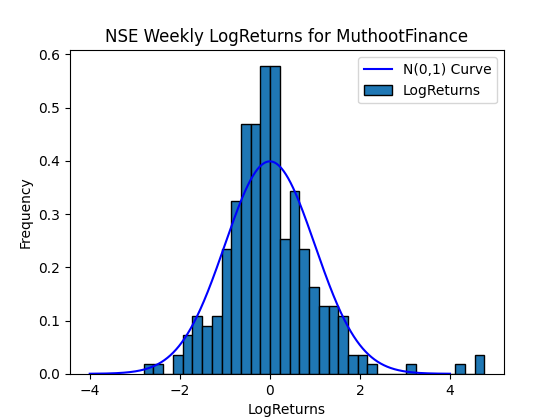 NSE Weekly LogReturns for MuthootFinance
N(0,1) Curve
LogReturns
Frequency
0.6
0.5
0.4
0.3
0.2
0.1
0.0
−4 −2 0 2 4
LogReturns